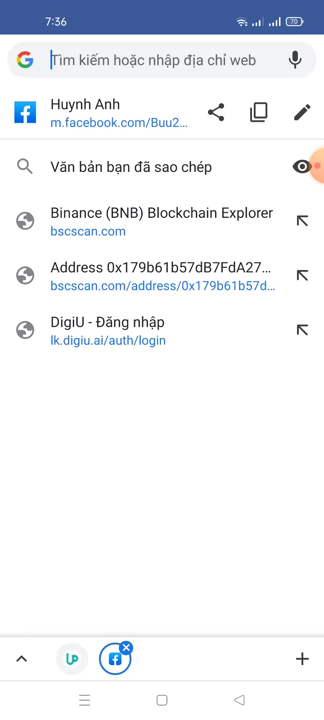 7:36
70
Tìm kiếm hoặc nhập địa chỉ web
Huynh Anh
m.facebook.com/Buu2...
Văn bản bạn đã sao chép
Binance (BNB) Blockchain Explorer
bscscan.com
Address 0x179b61b57dB7FdA27...
bscscan.com/address/0x179b61b57d...
DigiU - Đăng nhập
lk.digiu.ai/auth/login